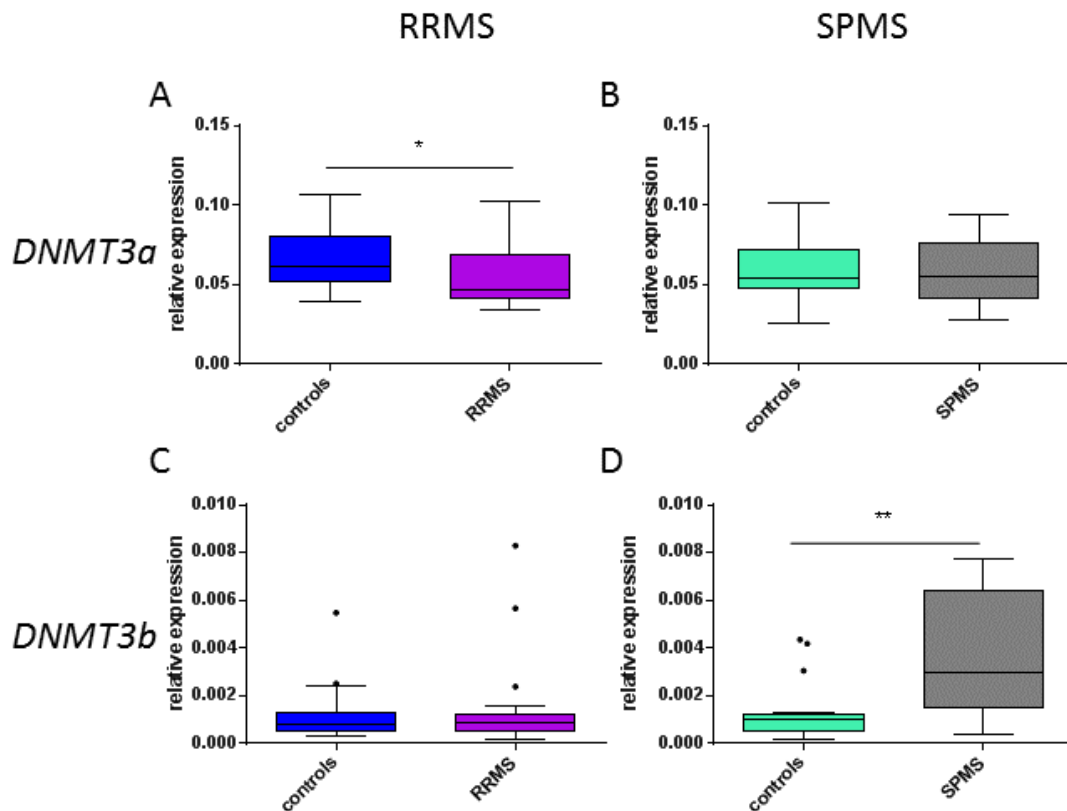 RRMS
SPMS
A
B
DNMT3a
relative expression
0.15
0.10
0.05
0.00
*
controls
RRMS
relative expression
0.15
0.10
0.05
0.00
controls
SPMS
C
D
DNMT3b
relative expression
0.010
0.008
0.006
0.004
0.002
0.000
controls
RRMS
relative expression
0.010
0.008
0.006
0.004
0.002
0.000
**
controls
SPMS